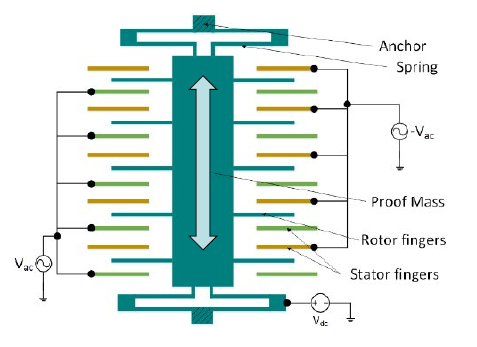 Anchor
Spring
-Vac
Proof Mass
Rotor fingers
Stator fingers
Vac
+ -
Vdc